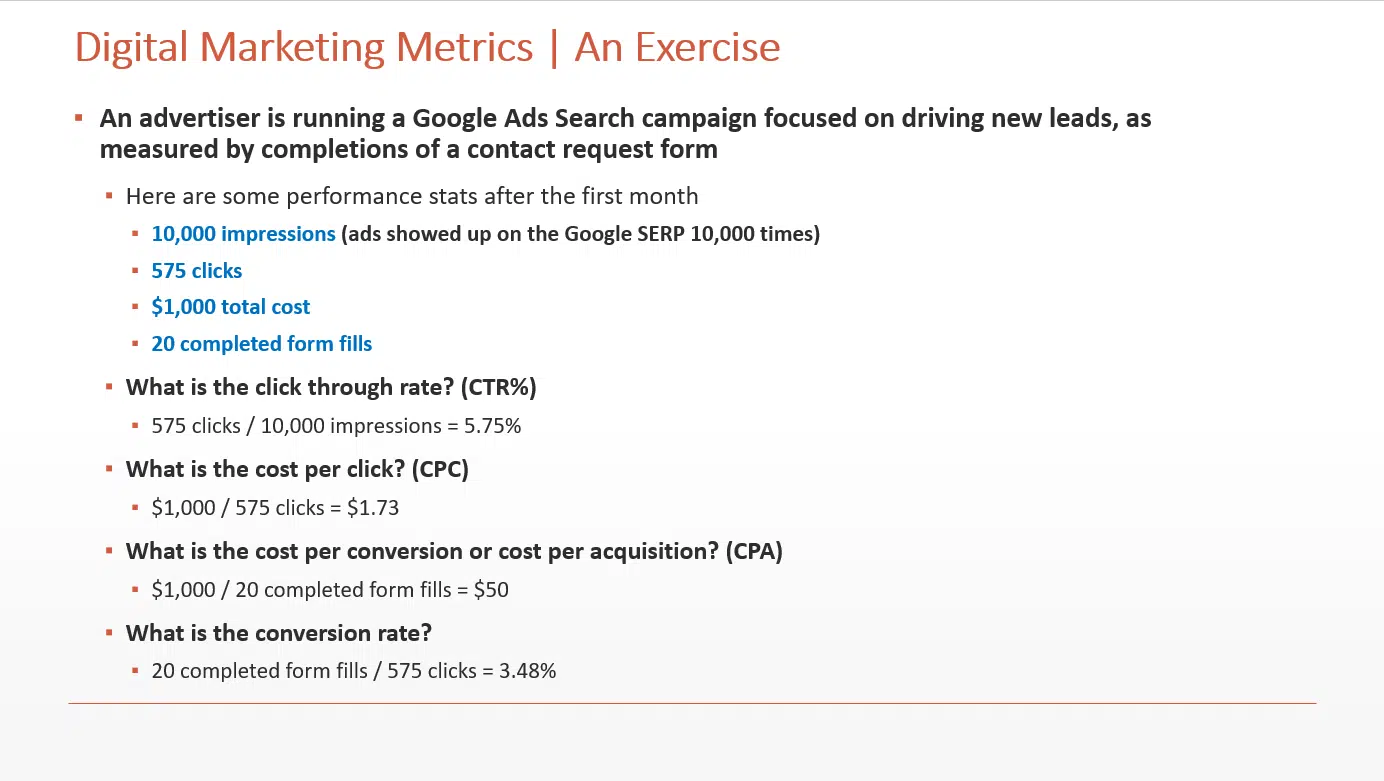 Digital Marketing Metrics | An Exercise
▪ An advertiser is running a Google Ads Search campaign focused on driving new leads, as
measured by completions of a contact request form
▪ Here are some performance stats after the first month
▪ 10,000 impressions (ads showed up on the Google SERP 10,000 times)
▪ 575 clicks
▪ $1,000 total cost
▪ 20 completed form fills
▪ What is the click through rate? (CTR%)
▪ 575 clicks / 10,000 impressions = 5.75%
▪ What is the cost per click? (CPC)
▪ $1,000 / 575 clicks = $1.73
▪ What is the cost per conversion or cost per acquisition? (CPA)
▪ $1,000 / 20 completed form fills = $50
▪ What is the conversion rate?
▪ 20 completed form fills / 575 clicks = 3.48%